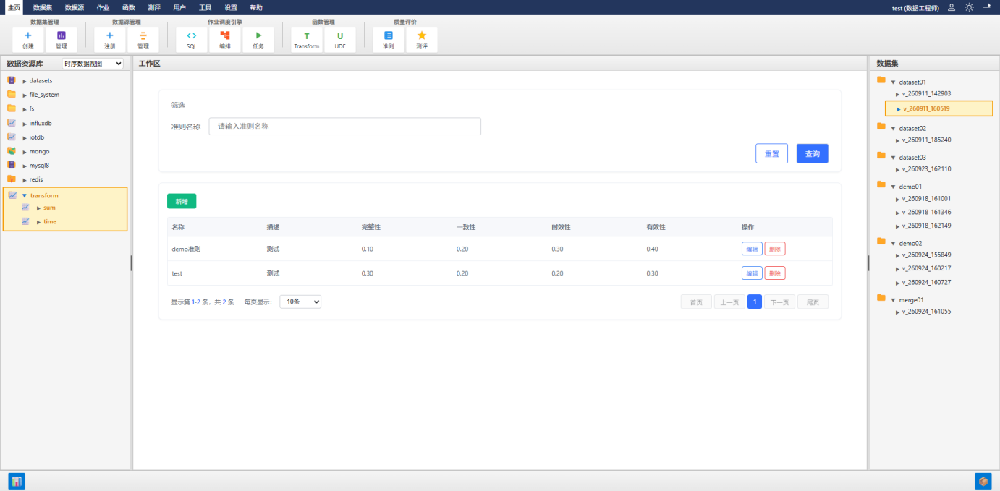 主页 数据集 数据源 作业 函数 测评 用户 工具 设置 帮助 test (数据工程师)
数据集管理 数据源管理 作业调度引擎 函数管理 质量评价
创建 管理 注册 管理 SQL 编排 任务 T Transform U UDF 准则 测评
数据资源库 时序数据视图
datasets
file_system
fs
influxdb
iotdb
mongo
mysql8
redis
transform
sum
time
工作区
筛选
准则名称 请输入准则名称
重置 查询
新增
名称 描述 完整性 一致性 时效性 有效性 操作
demo准则 测试 0.10 0.20 0.30 0.40 编辑 删除
test 测试 0.30 0.20 0.20 0.30 编辑 删除
显示第 1-2 条，共 2 条 每页显示: 10条 首页 上一页 1 下一页 尾页
数据集
dataset01
v_260911_142903
v_260911_160519
dataset02
v_260911_185240
dataset03
v_260923_162110
demo01
v_260918_161001
v_260918_161346
v_260918_162149
demo02
v_260924_155849
v_260924_160217
v_260924_160727
merge01
v_260924_161055